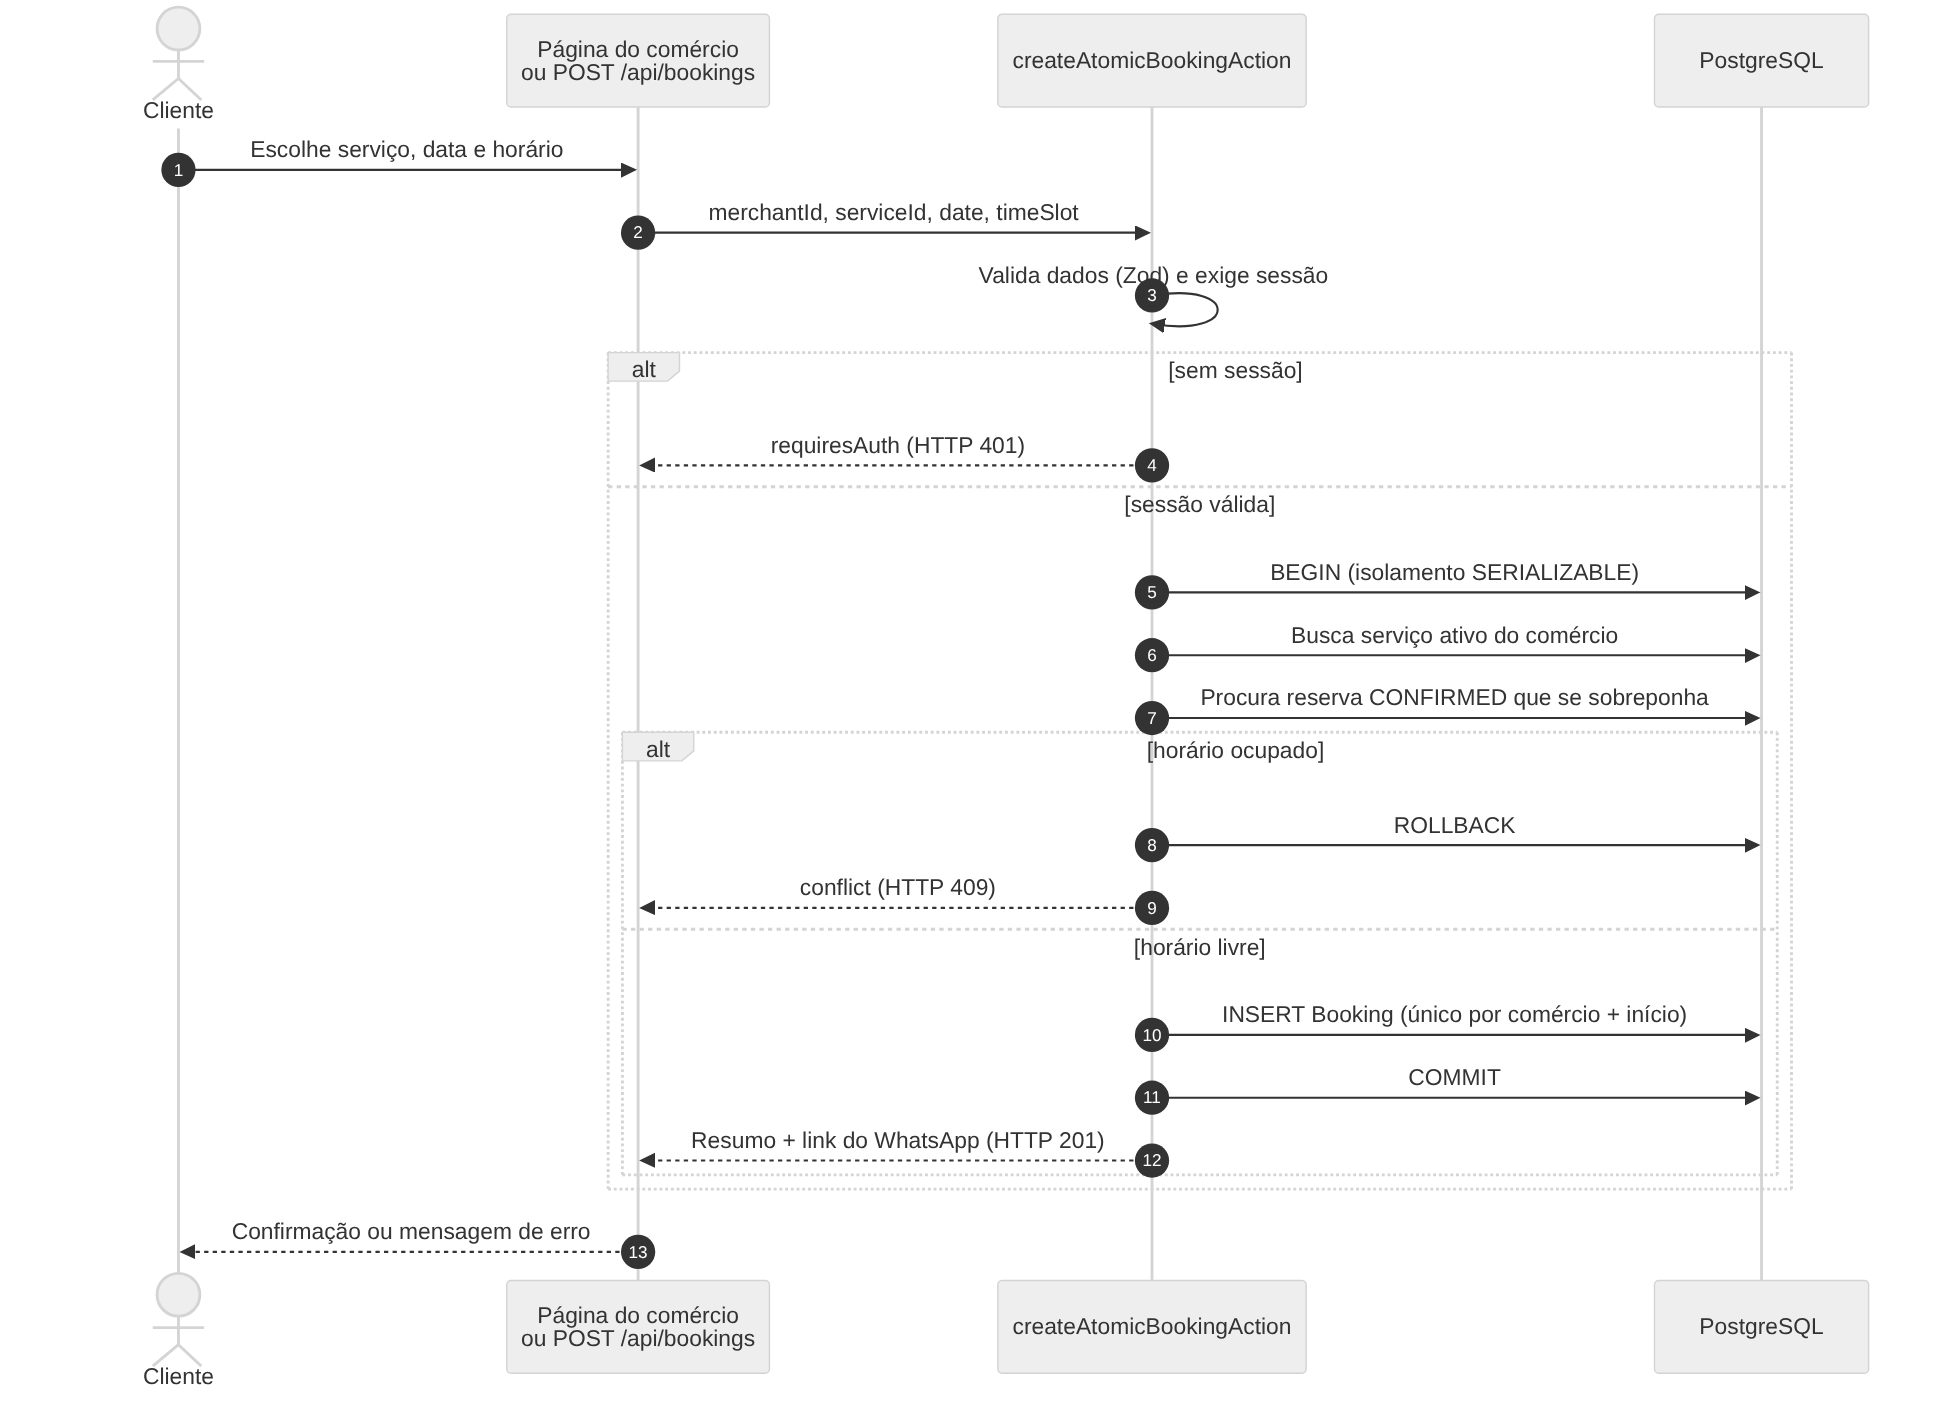 Cliente
Página do comércio
ou POST /api/bookings
createAtomicBookingAction
PostgreSQL
Escolhe serviço, data e horário
1
merchantId, serviceId, date, timeSlot
2
Valida dados (Zod) e exige sessão
3
alt
[sem sessão]
requiresAuth (HTTP 401)
4
[sessão válida]
BEGIN (isolamento SERIALIZABLE)
5
Busca serviço ativo do comércio
6
Procura reserva CONFIRMED que se sobreponha
7
alt
[horário ocupado]
ROLLBACK
8
conflict (HTTP 409)
9
[horário livre]
INSERT Booking (único por comércio + início)
10
COMMIT
11
Resumo + link do WhatsApp (HTTP 201)
12
Confirmação ou mensagem de erro
13
Cliente
Página do comércio
ou POST /api/bookings
createAtomicBookingAction
PostgreSQL